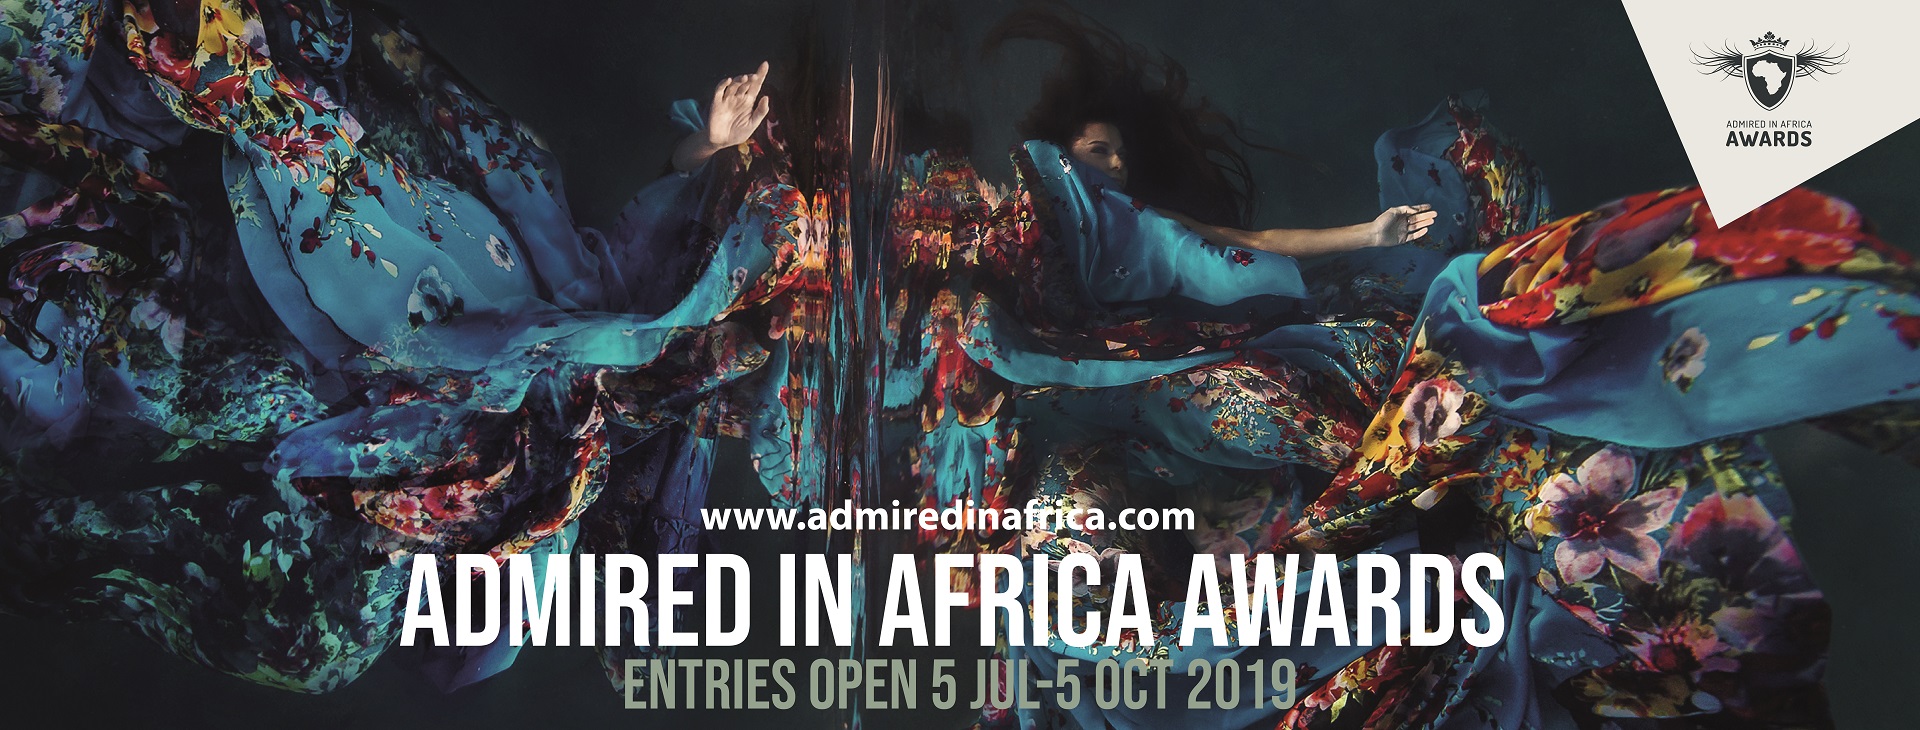 ADMIRED IN AFRICA
AWARDS
www.admiredinafrica.com
ADMIRED IN AFRICA AWARDS
ENTRIES OPEN 5 JUL-5 OCT 2019